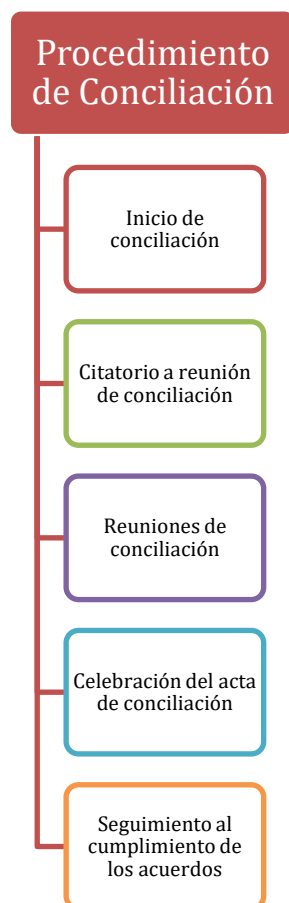 Procedimiento
de Conciliación
Inicio de
conciliación
Citatorio a reunión
de conciliación
Reuniones de
conciliación
Celebración del acta
de conciliación
Seguimiento al
cumplimiento de
los acuerdos